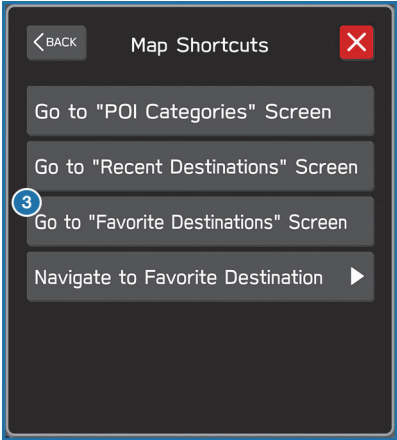 BACK
Map Shortcuts
Go to "POI Categories" Screen
Go to "Recent Destinations" Screen
3
Go to "Favorite Destinations" Screen
Navigate to Favorite Destination